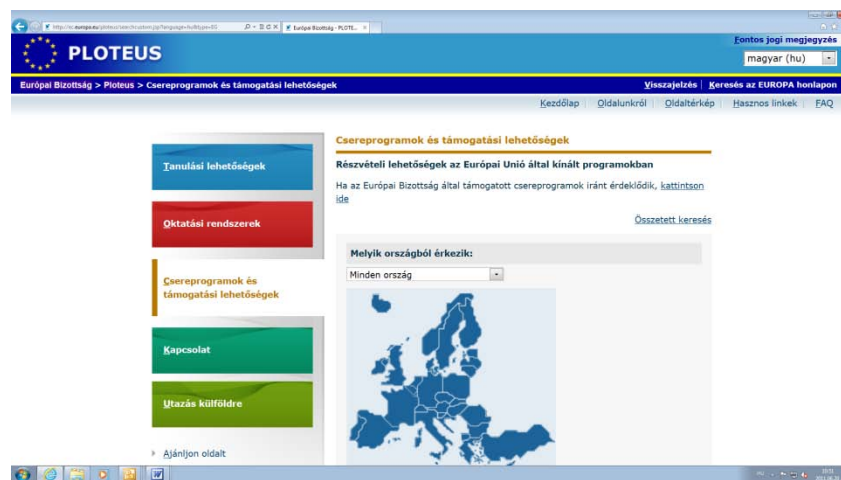 Európai Bizottság - PLOTE...
Fontos jogi megjegyzés
PLOTEUS
magyar (hu)
Európai Bizottság > Ploteus > Csereprogramok és támogatási lehetőségek
Visszajelzés | Keresés az EUROPA honlapon
Kezdőlap | Oldalunkról | Oldaltérkép | Hasznos linkek | FAQ
Tanulási lehetőségek
Oktatási rendszerek
Csereprogramok és
támogatási lehetőségek
Kapcsolat
Utazás külföldre
Ajánljon oldalt
Csereprogramok és támogatási lehetőségek
Részvételi lehetőségek az Európai Unió által kínált programokban
Ha az Európai Bizottság által támogatott csereprogramok iránt érdeklődik, kattintson
ide
Összetett keresés
Melyik országból érkezik:
Minden ország